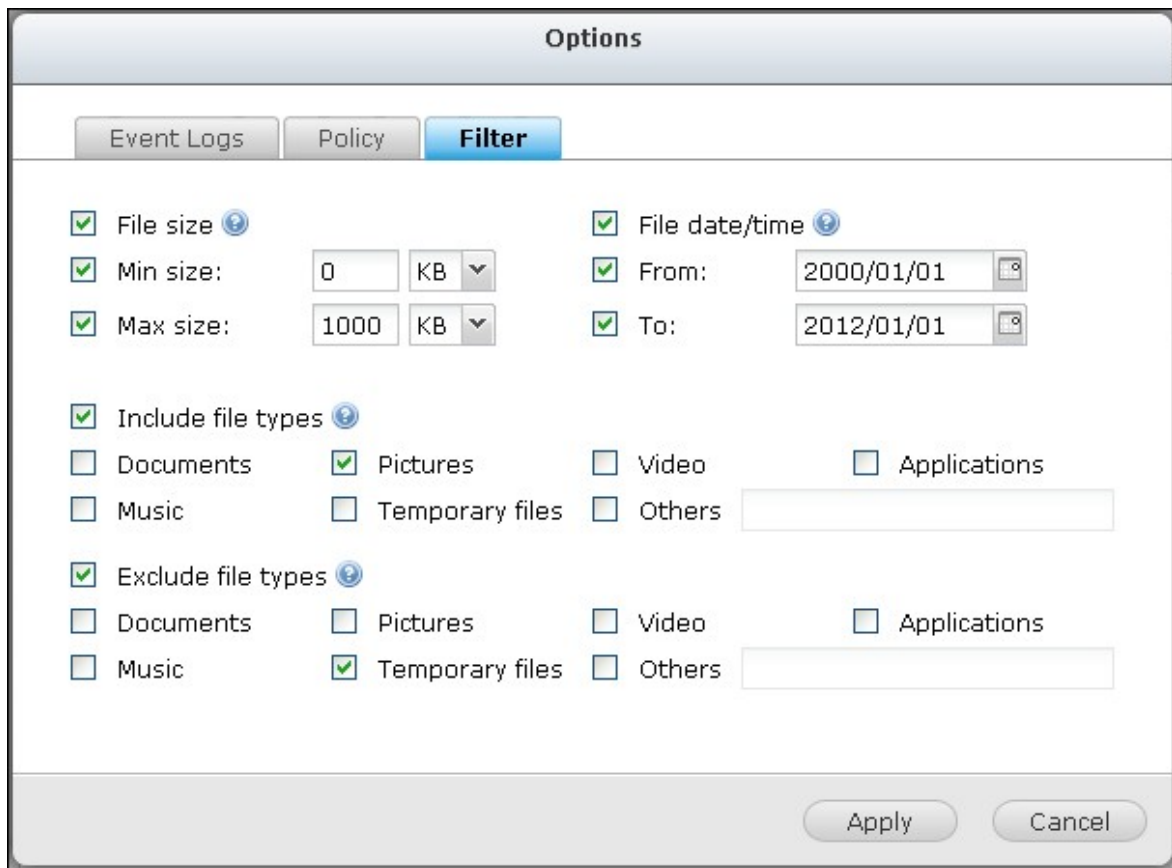 Options
Event Logs Policy Filter
File size ? File date/time ?
Min size: 0 KB From: 2000/01/01
Max size: 1000 KB To: 2012/01/01
Include file types ?
Documents Pictures Video Applications
Music Temporary files Others
Exclude file types ?
Documents Pictures Video Applications
Music Temporary files Others
Apply Cancel